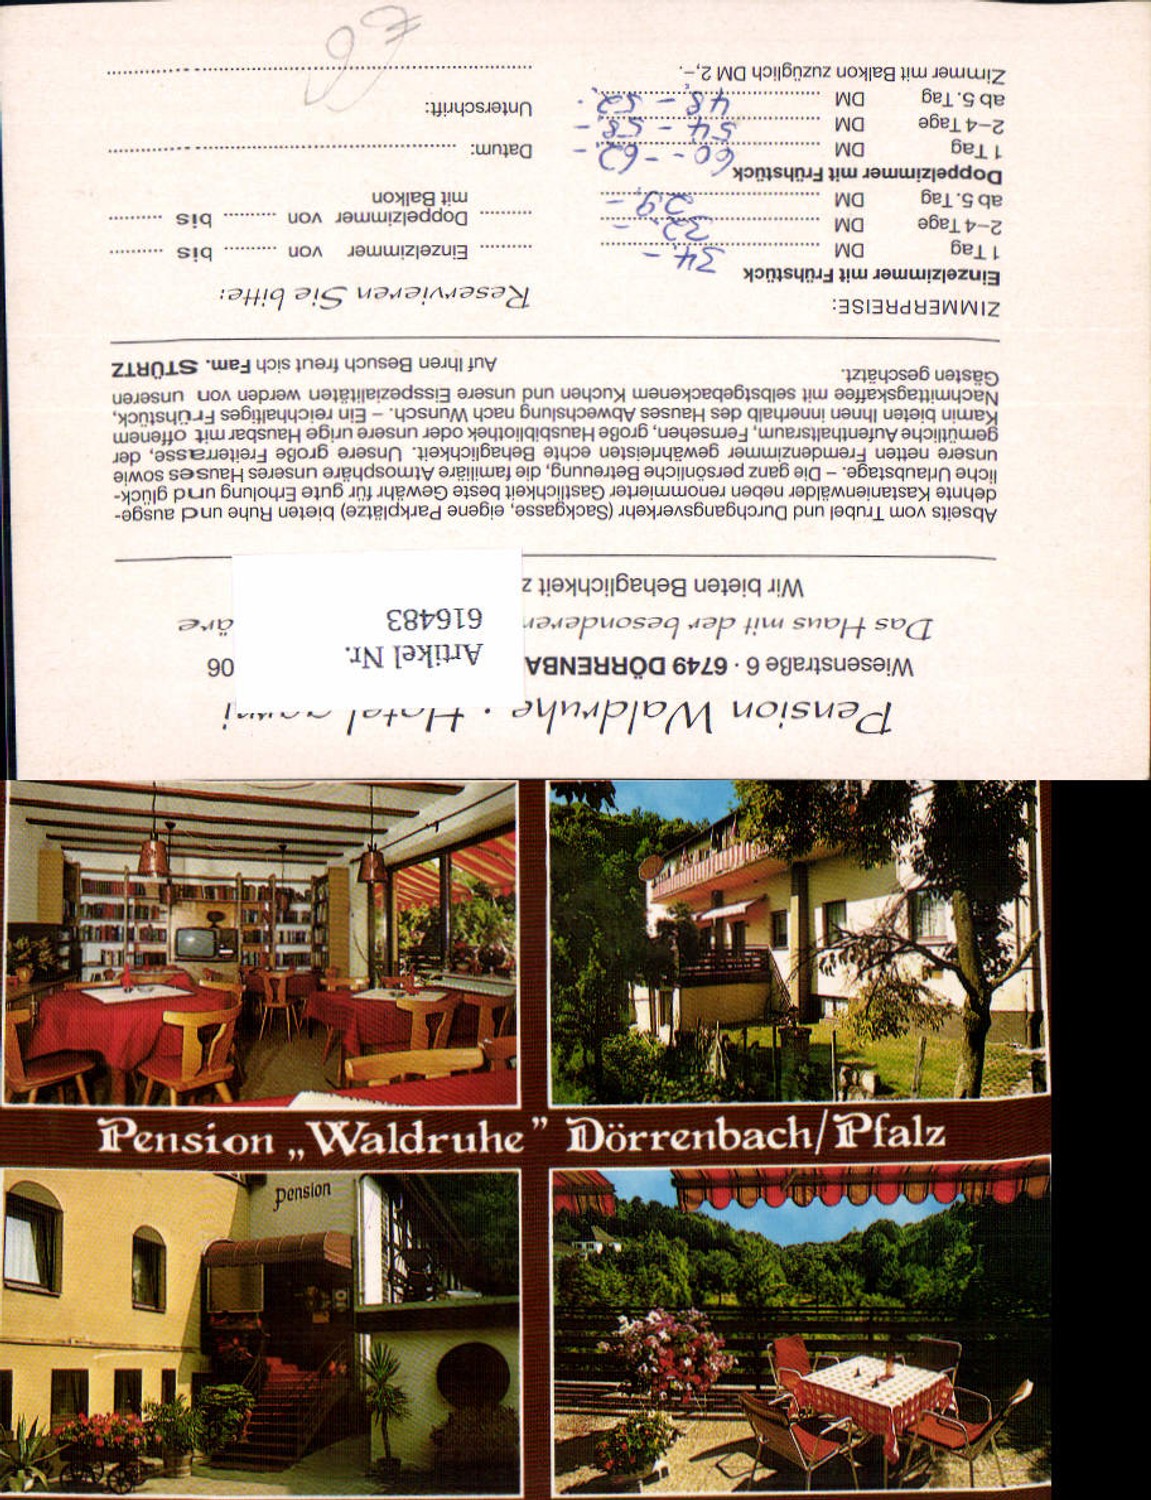 Pension Waldruhe · Hotel garni
Wiesenstraße 6 · 6749 DÖRRENBA
06
Das Haus mit der besonderen
äre
Wir bieten Behaglichkeit z
Artikel Nr.
616483
Abseits vom Trubel und Durchgangsverkehr (Sackgasse, eigene Parkplätze) bieten Ruhe und ausge-
dehnte Kastanienwälder neben renommierter Gastlichkeit beste Gewähr für gute Erholung und glück-
liche Urlaubstage. – Die ganz persönliche Betreuung, die familiäre Atmosphäre unseres Hauses sowie
unsere netten Fremdenzimmer gewährleisten echte Behaglichkeit. Unsere große Freiterrasse, der
gemütliche Aufenthaltsraum, Fernsehen, große Hausbibliothek oder unsere urige Hausbar mit offenem
Kamin bieten Ihnen innerhalb des Hauses Abwechslung nach Wunsch. – Ein reichhaltiges Frühstück,
Nachmittagskaffee mit selbstgebackenem Kuchen und unsere Eisspezialitäten werden von unseren
Gästen geschätzt.
Auf Ihren Besuch freut sich Fam. STÜRTZ
ZIMMERPREISE:
Einzelzimmer mit Frühstück
1 Tag DM 34,-
2–4 Tage DM 32,-
ab 5. Tag DM 29,-
Doppelzimmer mit Frühstück
1 Tag DM 60,- - 62,-
2–4 Tage DM 54 - 58,-
ab 5. Tag DM 48,- - 52,-
Zimmer mit Balkon zuzüglich DM 2,–.
Reservieren Sie bitte:
.......... Einzelzimmer von .......... bis ..........
.......... Doppelzimmer von .......... bis ..........
mit Balkon
Datum:
Unterschrift:
Pension „Waldruhe” Dörrenbach/Pfalz
Pension